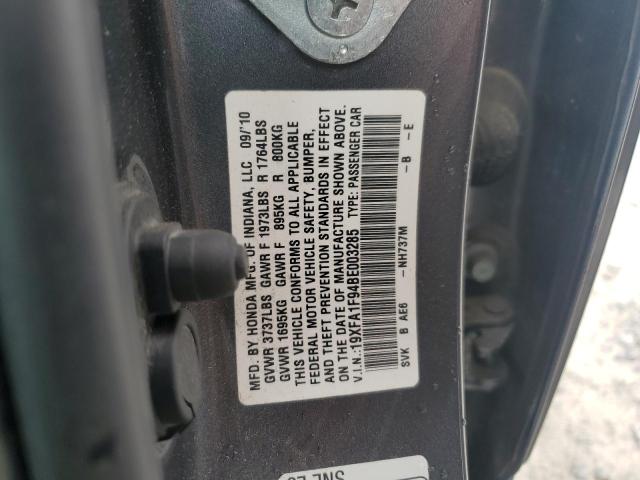 MFD. BY HONDA MFG. OF INDIANA, LLC 09/'10
GVWR 3737LBS GAWR F 1973LBS R 1764LBS
GVWR 1695KG GAWR F 895KG R 800KG
THIS VEHICLE CONFORMS TO ALL APPLICABLE
FEDERAL MOTOR VEHICLE SAFETY, BUMPER,
AND THEFT PREVENTION STANDARDS IN EFFECT
ON THE DATE OF MANUFACTURE SHOWN ABOVE.
V.I.N.:19XFA1F94BE003285 TYPE: PASSENGER CAR
SVK B AE6 -NH737M -B -E